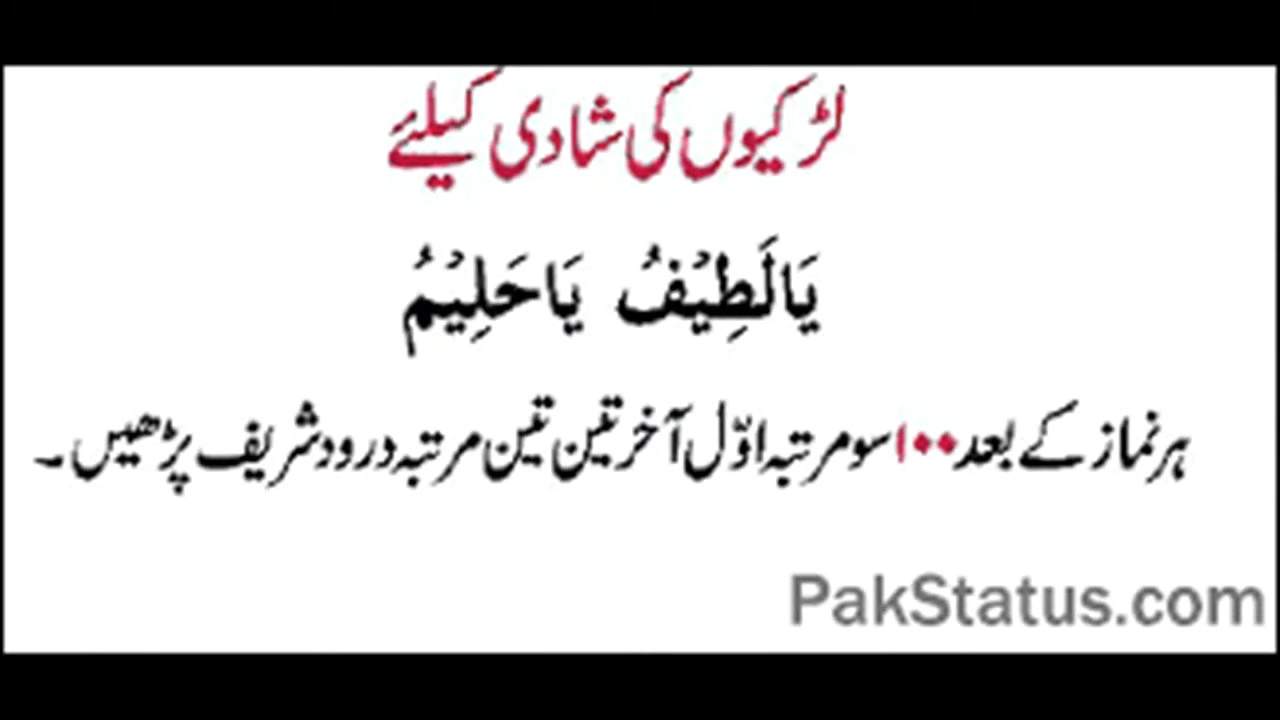 لڑکیوں کی شادی کیلئے
یَالَطِیْفُ یَاحَلِیْمُ
ہر نماز کے بعد ۱۰۰ سو مرتبہ اوّل آخر تین تین مرتبہ درود شریف پڑھیں۔
PakStatus.com